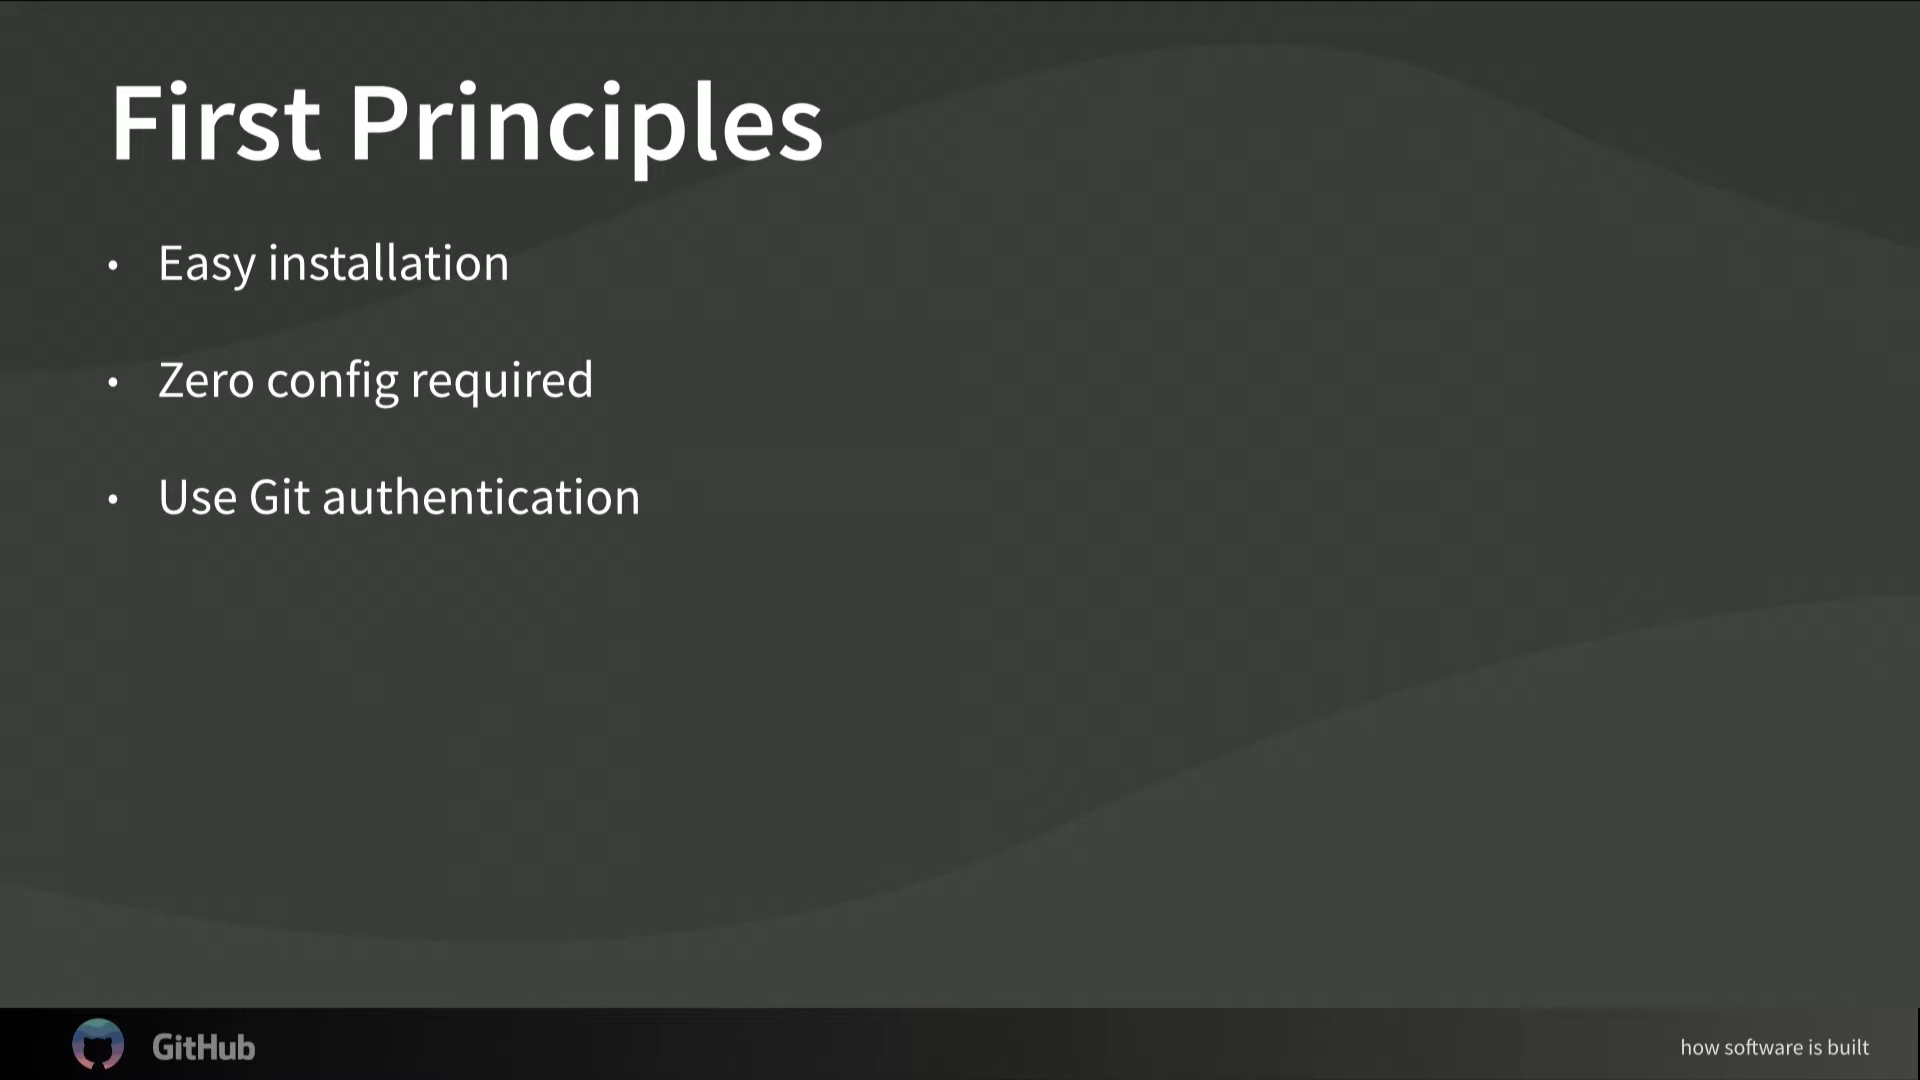 First Principles
• Easy installation
• Zero config required
• Use Git authentication
GitHub
how software is built